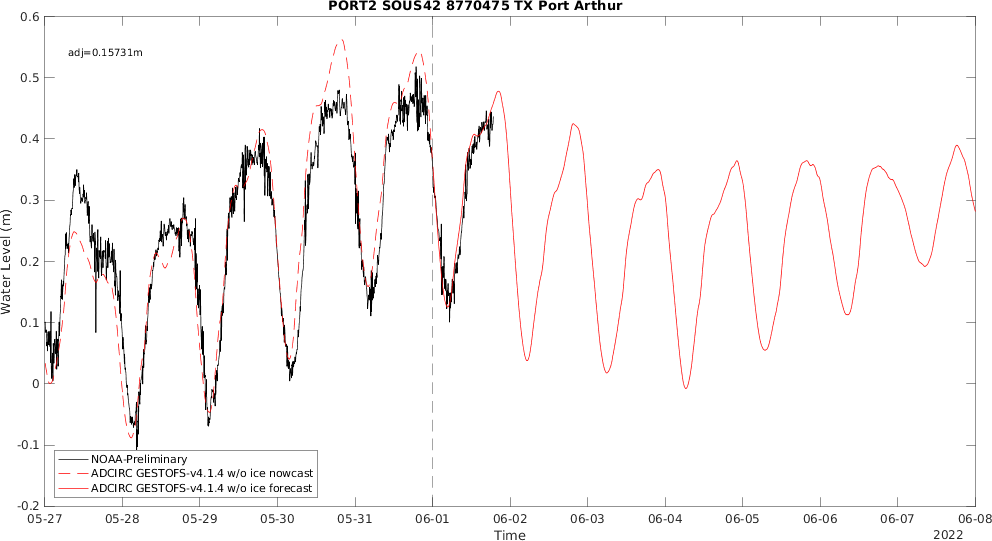 PORT2 SOUS42 8770475 TX Port Arthur
adj=0.15731m
Water Level (m)
0.6
0.5
0.4
0.3
0.2
0.1
0
-0.1
-0.2
NOAA-Preliminary
ADCIRC GESTOFS-v4.1.4 w/o ice nowcast
ADCIRC GESTOFS-v4.1.4 w/o ice forecast
05-27 05-28 05-29 05-30 05-31 06-01 06-02 06-03 06-04 06-05 06-06 06-07 06-08
Time
2022